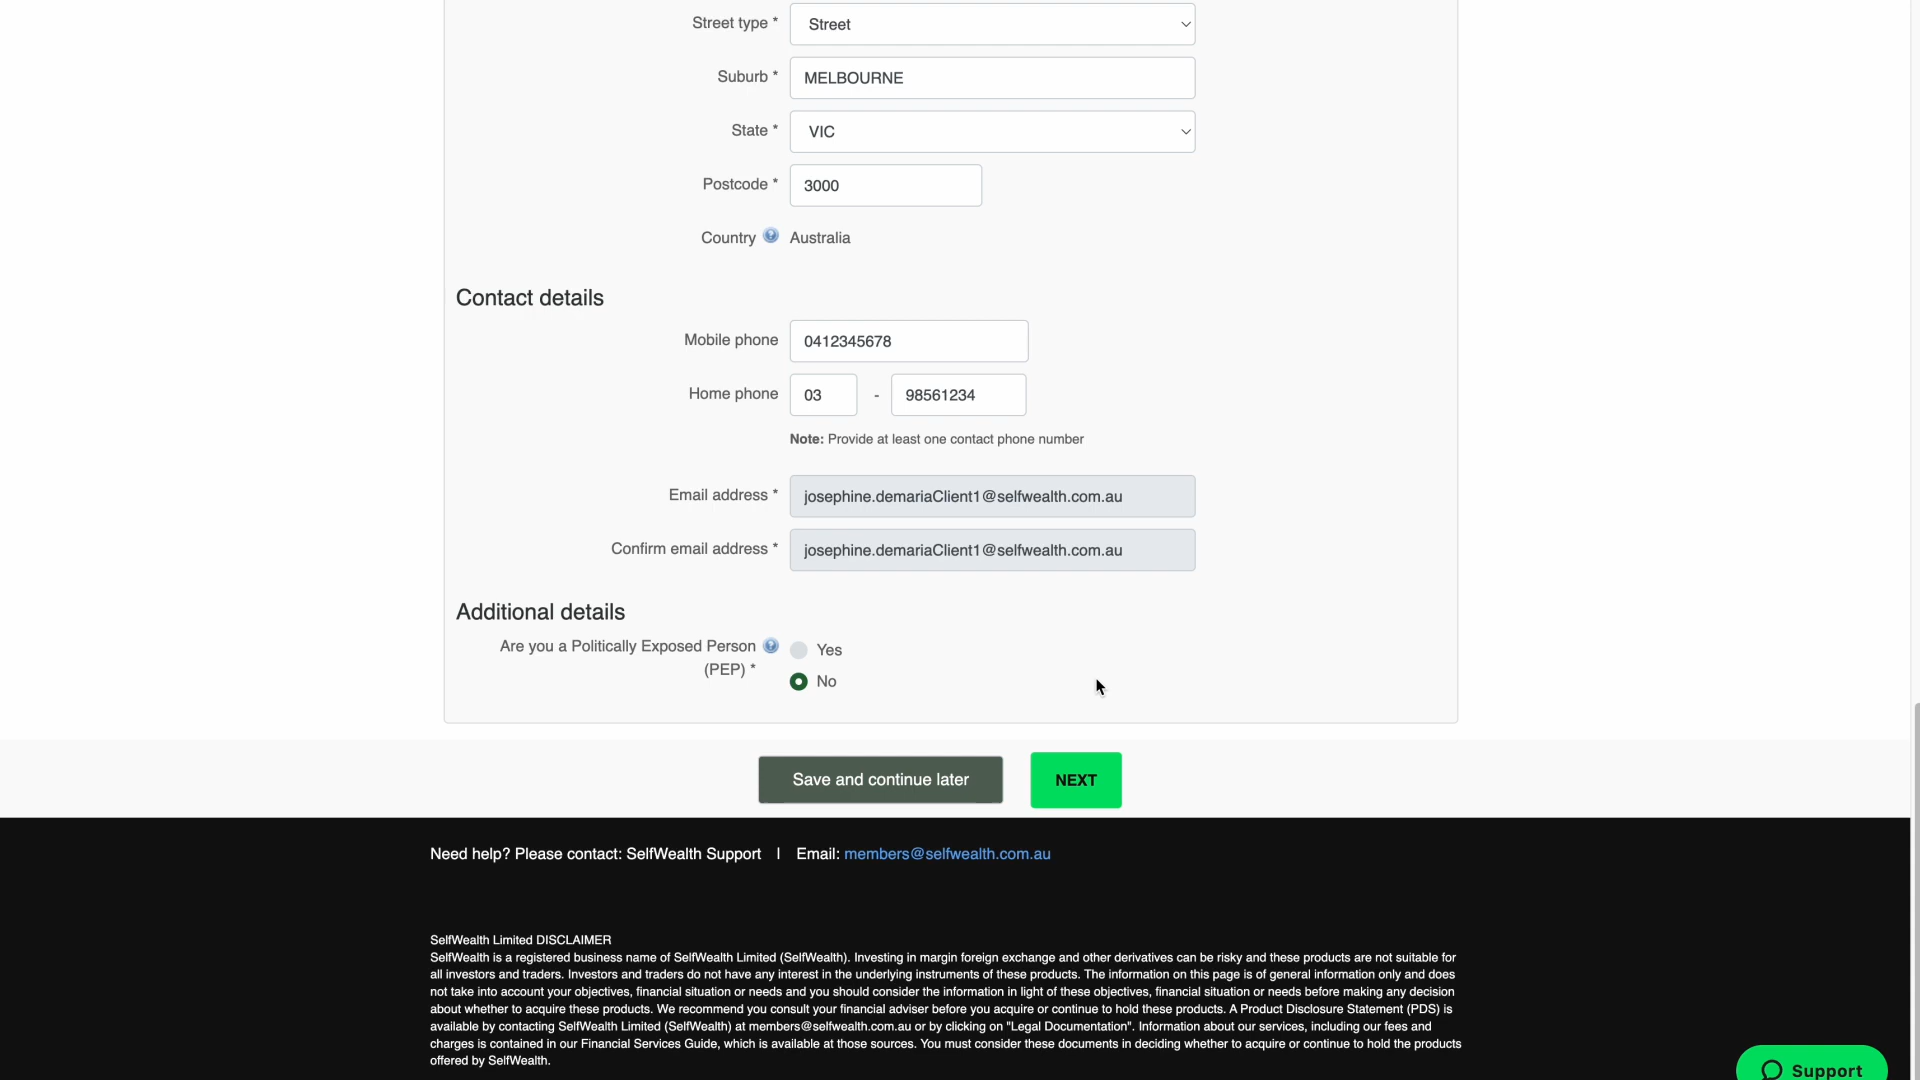 Street type * Street
Suburb * MELBOURNE
State * VIC
Postcode * 3000
Country Australia
Contact details
Mobile phone 0412345678
Home phone 03 - 98561234
Note: Provide at least one contact phone number
Email address * josephine.demariaClient1@selfwealth.com.au
Confirm email address * josephine.demariaClient1@selfwealth.com.au
Additional details
Are you a Politically Exposed Person Yes
(PEP) * No
Save and continue later NEXT
Need help? Please contact: SelfWealth Support | Email: members@selfwealth.com.au
SelfWealth Limited DISCLAIMER
SelfWealth is a registered business name of SelfWealth Limited (SelfWealth). Investing in margin foreign exchange and other derivatives can be risky and these products are not suitable for
all investors and traders. Investors and traders do not have any interest in the underlying instruments of these products. The information on this page is of general information only and does
not take into account your objectives, financial situation or needs and you should consider the information in light of these objectives, financial situation or needs before making any decision
about whether to acquire these products. We recommend you consult your financial adviser before you acquire or continue to hold these products. A Product Disclosure Statement (PDS) is
available by contacting SelfWealth Limited (SelfWealth) at members@selfwealth.com.au or by clicking on "Legal Documentation". Information about our services, including our fees and
charges is contained in our Financial Services Guide, which is available at those sources. You must consider these documents in deciding whether to acquire or continue to hold the products
offered by SelfWealth.
Support